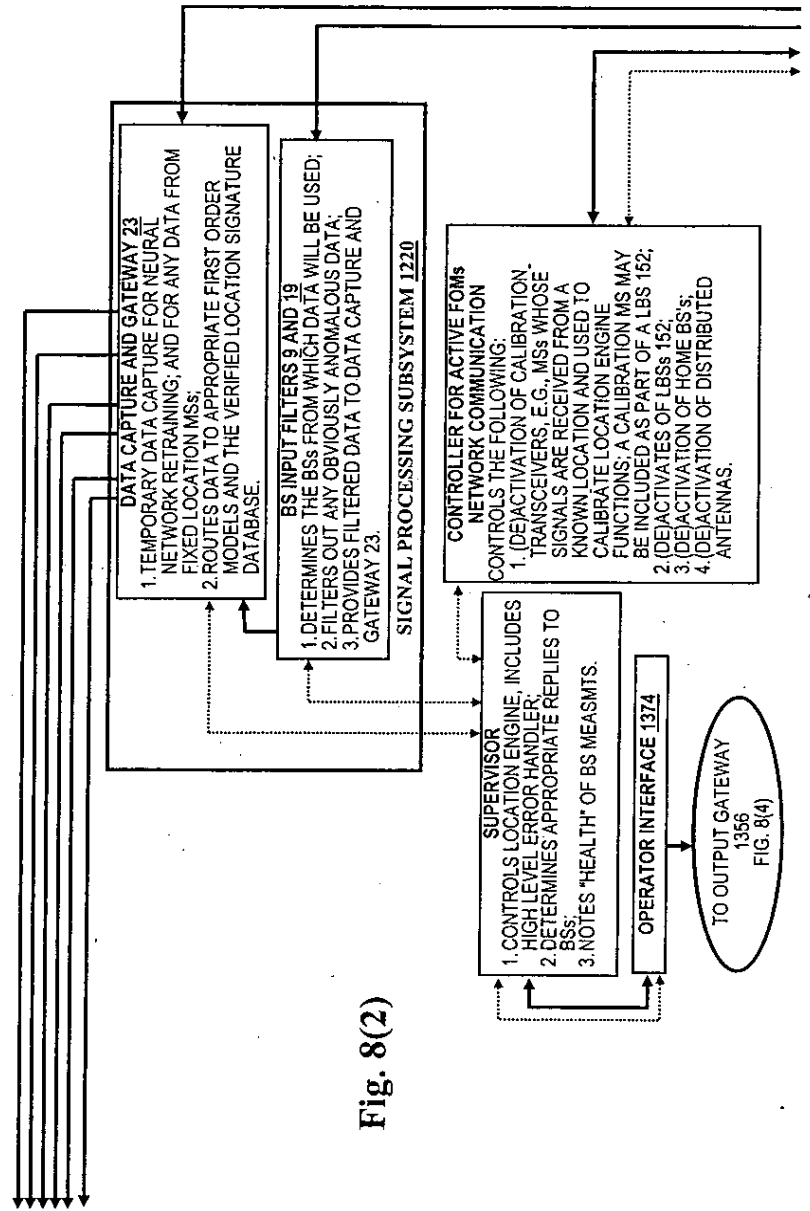 DATA CAPTURE AND GATEWAY 23
1. TEMPORARY DATA CAPTURE FOR NEURAL
NETWORK RETRAINING; AND FOR ANY DATA FROM
FIXED LOCATION MSs;
2. ROUTES DATA TO APPROPRIATE FIRST ORDER
MODELS AND THE VERIFIED LOCATION SIGNATURE
DATABASE.
BS INPUT FILTERS 9 AND 19
1. DETERMINES THE BSs FROM WHICH DATA WILL BE USED;
2. FILTERS OUT ANY OBVIOUSLY ANOMALOUS DATA;
3. PROVIDES FILTERED DATA TO DATA CAPTURE AND
GATEWAY 23.
SIGNAL PROCESSING SUBSYSTEM 1220
SUPERVISOR
1. CONTROLS LOCATION ENGINE, INCLUDES
HIGH LEVEL ERROR HANDLER;
2. DETERMINES APPROPRIATE REPLIES TO
BSs;
3. NOTES "HEALTH" OF BS MEASMTS.
CONTROLLER FOR ACTIVE FOMs
NETWORK COMMUNICATION
CONTROLS THE FOLLOWING;
1. (DE)ACTIVATION OF CALIBRATION
TRANSCEIVERS, E.G., MSs WHOSE
SIGNALS ARE RECEIVED FROM A
KNOWN LOCATION AND USED TO
CALIBRATE LOCATION ENGINE
FUNCTIONS; A CALIBRATION MS MAY
BE INCLUDED AS PART OF A LBS 152;
2. (DE)ACTIVATES OF LBSs 152;
3. (DE)ACTIVATION OF HOME BS's;
4. (DE)ACTIVATION OF DISTRIBUTED
ANTENNAS.
OPERATOR INTERFACE 1374
TO OUTPUT GATEWAY
1356
FIG. 8(4)
Fig. 8(2)